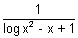 1
log x² - x + 1